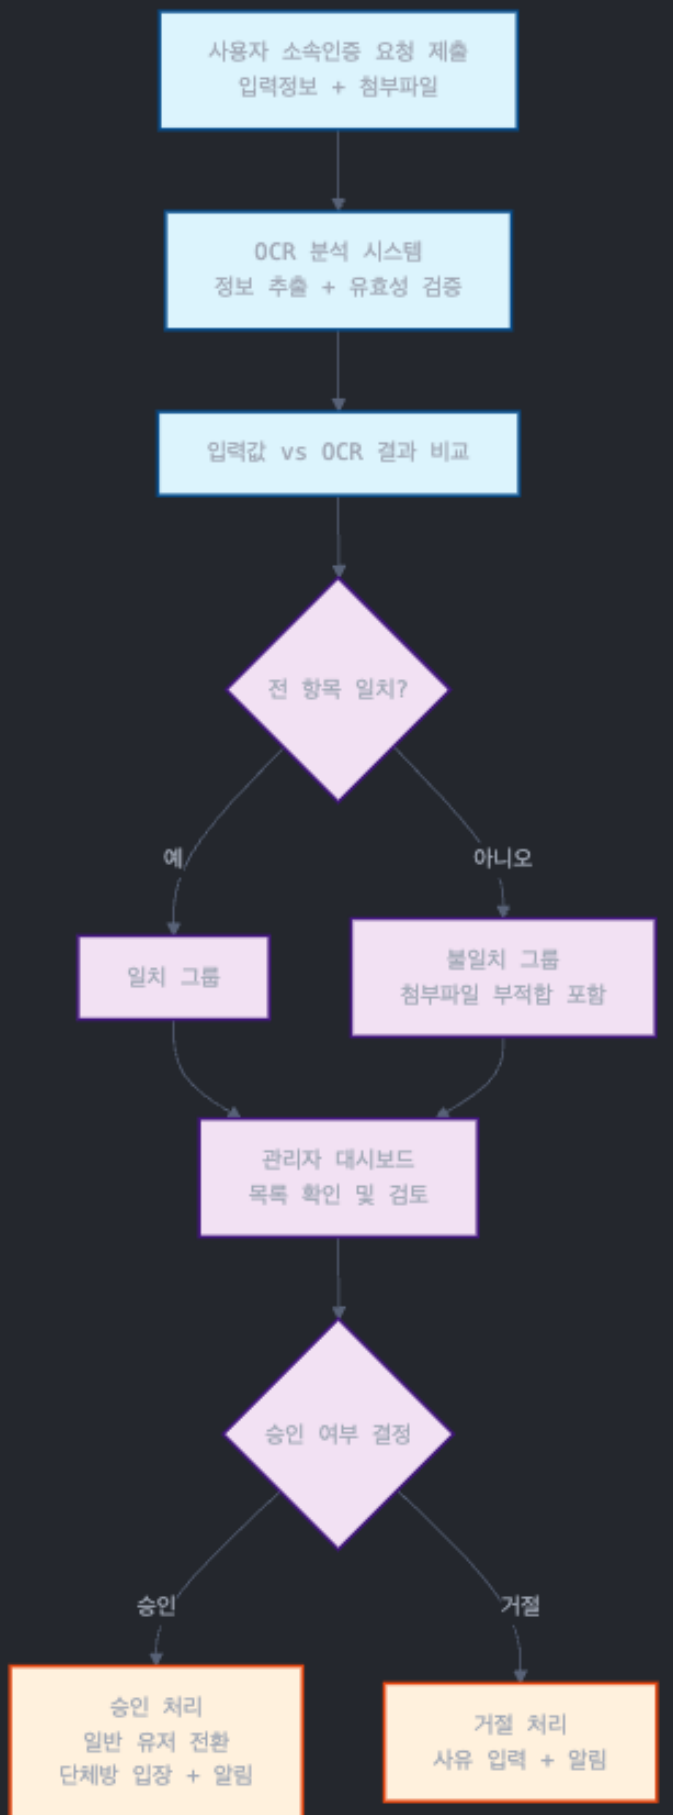 사용자 소속인증 요청 제출
입력정보 + 첨부파일
OCR 분석 시스템
정보 추출 + 유효성 검증
입력값 vs OCR 결과 비교
전 항목 일치?
예
아니오
일치 그룹
불일치 그룹
첨부파일 부적합 포함
관리자 대시보드
목록 확인 및 검토
승인 여부 결정
승인
거절
승인 처리
일반 유저 전환
단체방 입장 + 알림
거절 처리
사유 입력 + 알림